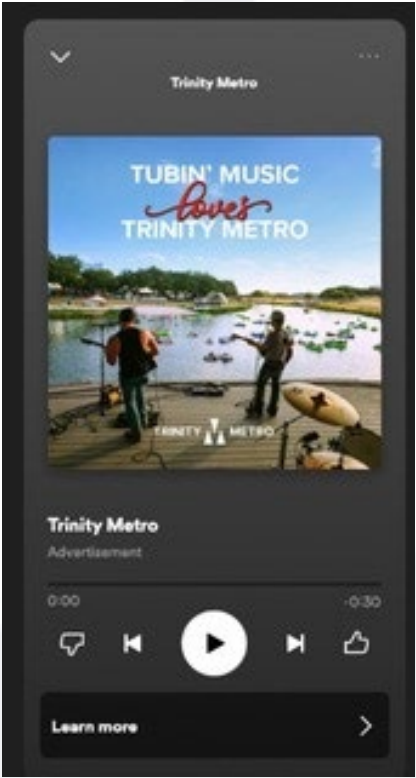 Trinity Metro
TUBIN' MUSIC
loves
TRINITY METRO
TRINITY METRO
Trinity Metro
Advertisement
0:00
-0:30
Learn more